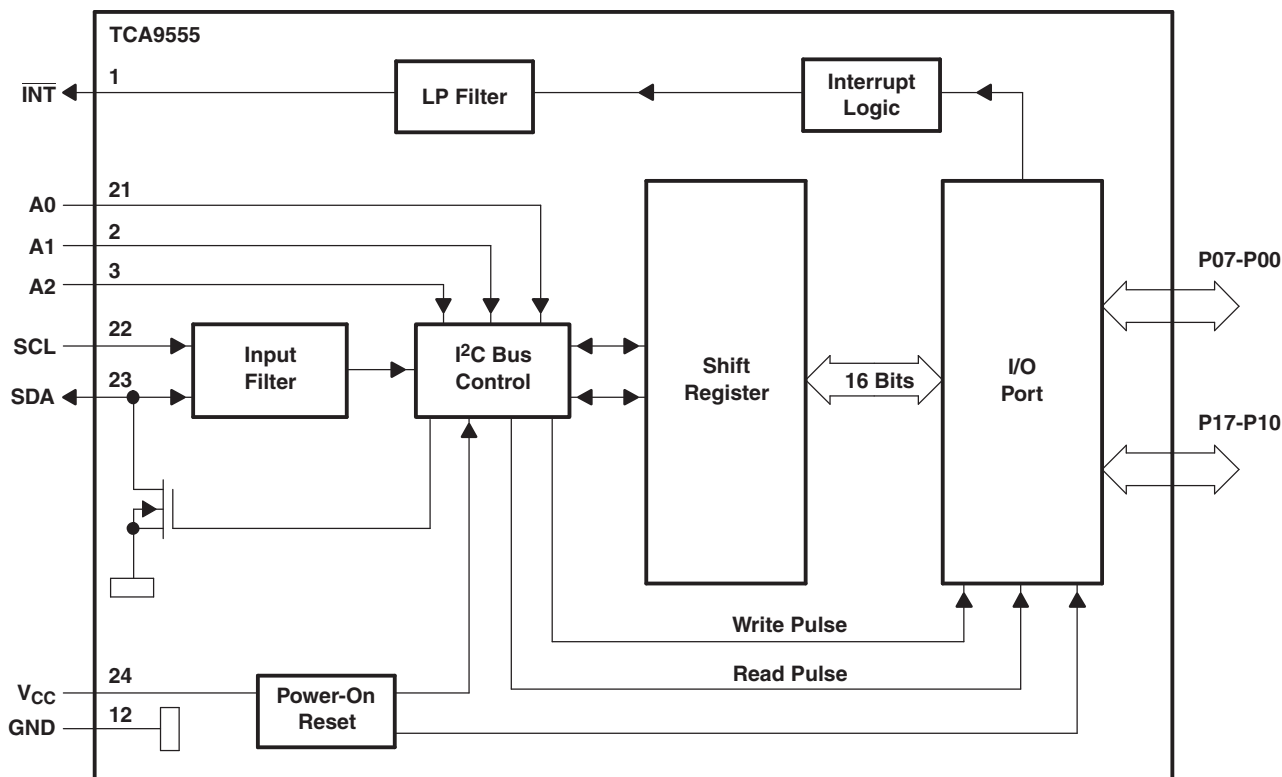 TCA9555
INT
1
LP Filter
Interrupt
Logic
A0
21
A1
2
A2
3
SCL
22
SDA
23
Input
Filter
I²C Bus
Control
Shift
Register
16 Bits
I/O
Port
P07-P00
P17-P10
Write Pulse
Read Pulse
VCC
24
GND
12
Power-On
Reset